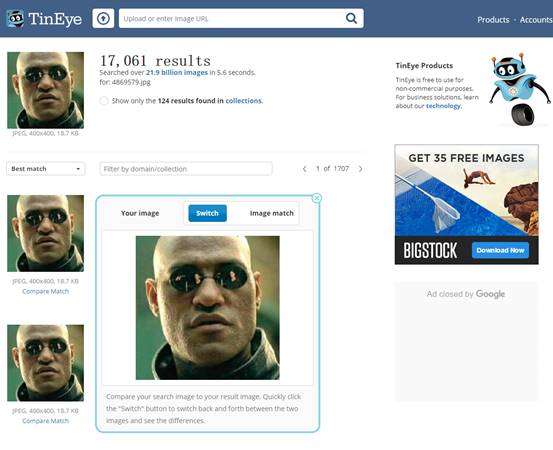 TinEye
Upload or enter Image URL
Products · Accounts
17,061 results
Searched over 21.9 billion images in 5.6 seconds.
for: 4869579.jpg
Show only the 124 results found in collections.
JPEG, 400x400, 18.7 KB
TinEye Products
TinEye is free to use for
non-commercial purposes.
For business solutions, learn
about our technology.
Best match
Filter by domain/collection
1 of 1707
GET 35 FREE IMAGES
BIGSTOCK
Download Now
Ad closed by Google
Your image
Switch
Image match
JPEG, 400x400, 18.7 KB
Compare Match
JPEG, 400x400, 18.7 KB
Compare Match
Compare your search image to your result image. Quickly click
the "Switch" button to switch back and forth between the two
images and see the differences.